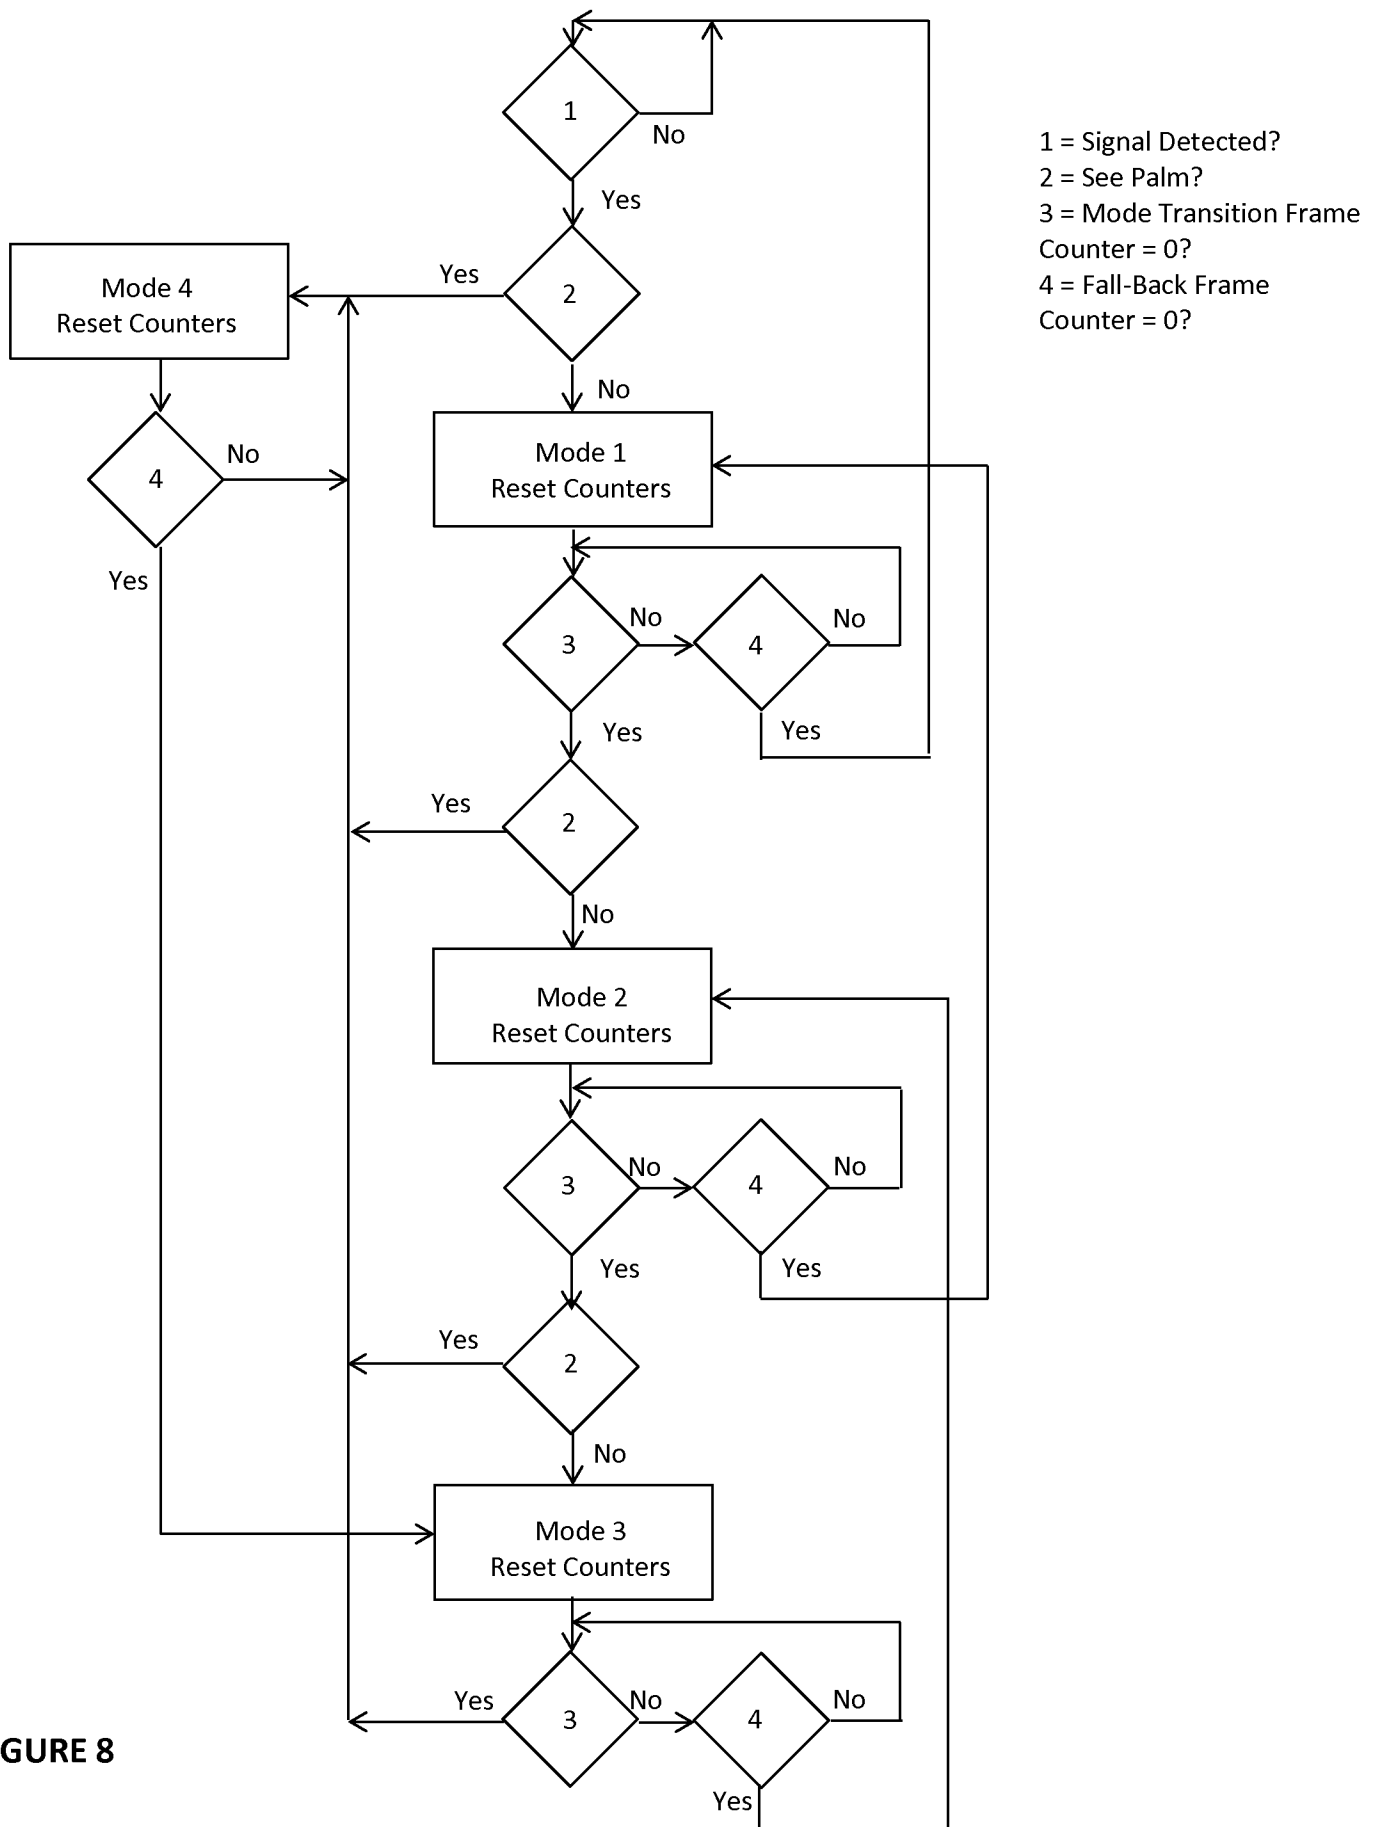 1
No
Yes
1 = Signal Detected?
2 = See Palm?
3 = Mode Transition Frame
Counter = 0?
4 = Fall-Back Frame
Counter = 0?
2
Yes
No
Mode 4
Reset Counters
4
No
Yes
Mode 1
Reset Counters
3
No
4
No
Yes
Yes
2
Yes
No
Mode 2
Reset Counters
3
No
4
No
Yes
Yes
2
Yes
No
Mode 3
Reset Counters
3
Yes
No
4
No
Yes
GURE 8